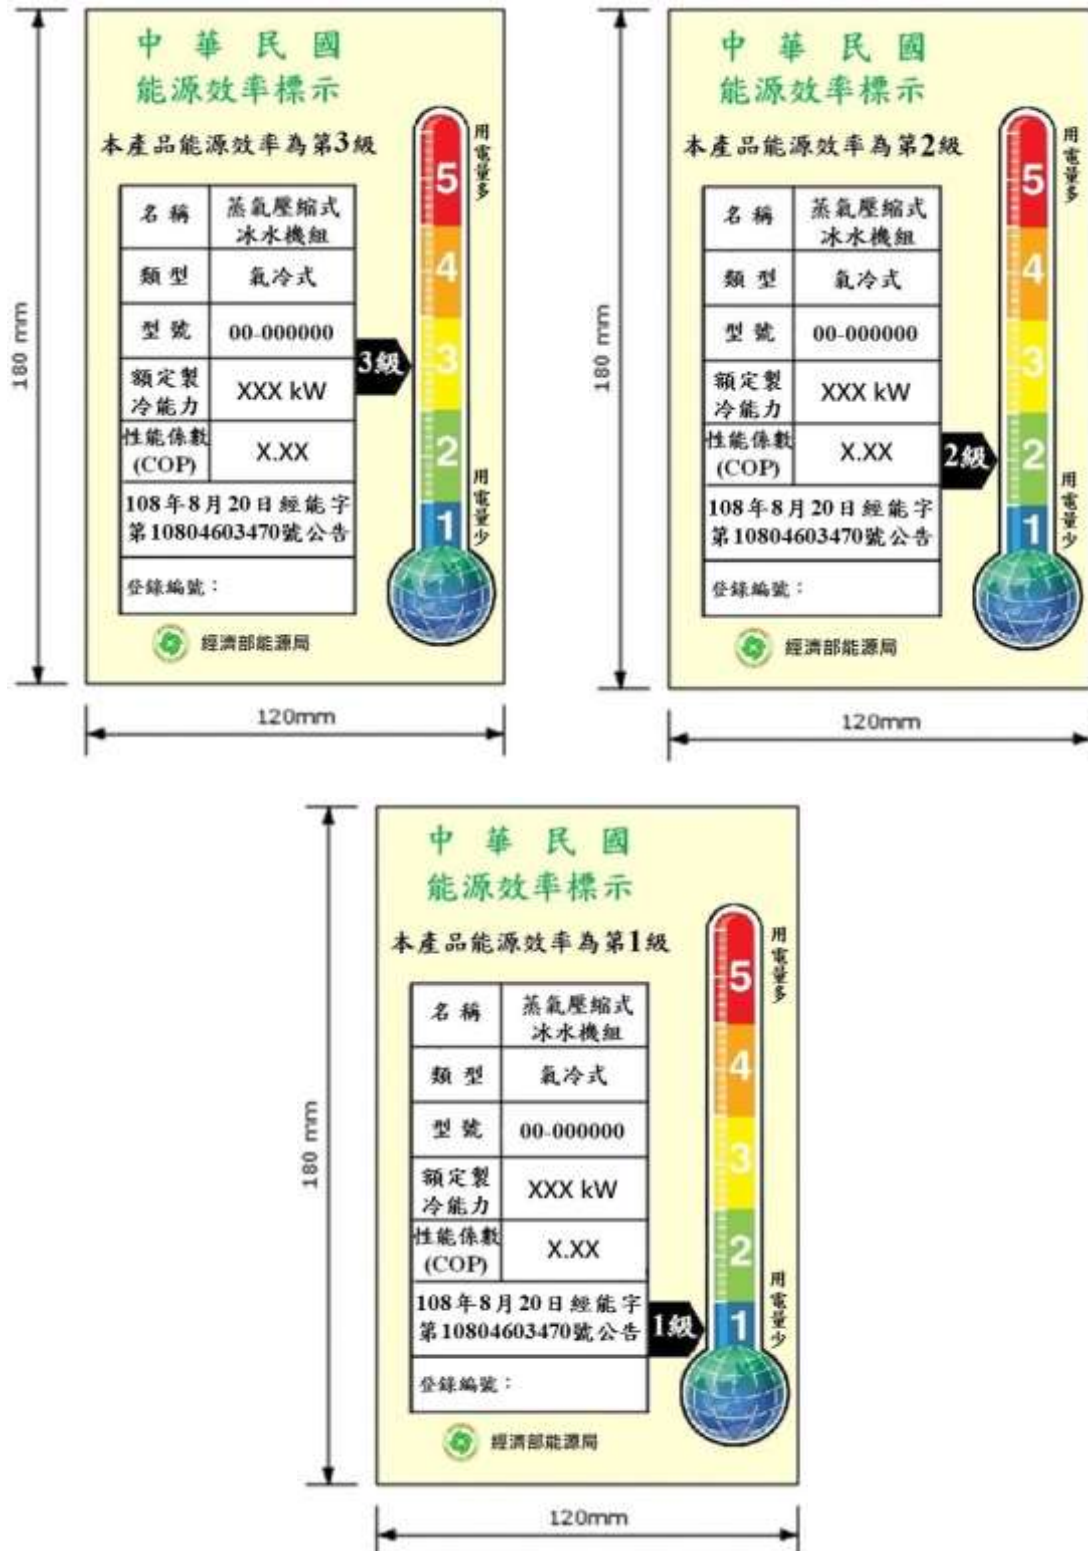 中華民國
能源效率標示
本產品能源效率為第3級
用電量多
5
4
3
2
1
用電量少
名稱 蒸氣壓縮式
冰水機組
類型 氣冷式
型號 00-000000
3級
額定製
冷能力 XXX kW
性能係數
(COP) X.XX
108年8月20日經能字
第10804603470號公告
登錄編號：
經濟部能源局
180 mm
120mm
中華民國
能源效率標示
本產品能源效率為第2級
用電量多
5
4
3
2
1
用電量少
名稱 蒸氣壓縮式
冰水機組
類型 氣冷式
型號 00-000000
額定製
冷能力 XXX kW
性能係數
(COP) X.XX
2級
108年8月20日經能字
第10804603470號公告
登錄編號：
經濟部能源局
180 mm
120mm
中華民國
能源效率標示
本產品能源效率為第1級
用電量多
5
4
3
2
1
用電量少
名稱 蒸氣壓縮式
冰水機組
類型 氣冷式
型號 00-000000
額定製
冷能力 XXX kW
性能係數
(COP) X.XX
108年8月20日經能字
第10804603470號公告
1級
登錄編號：
經濟部能源局
180 mm
120mm